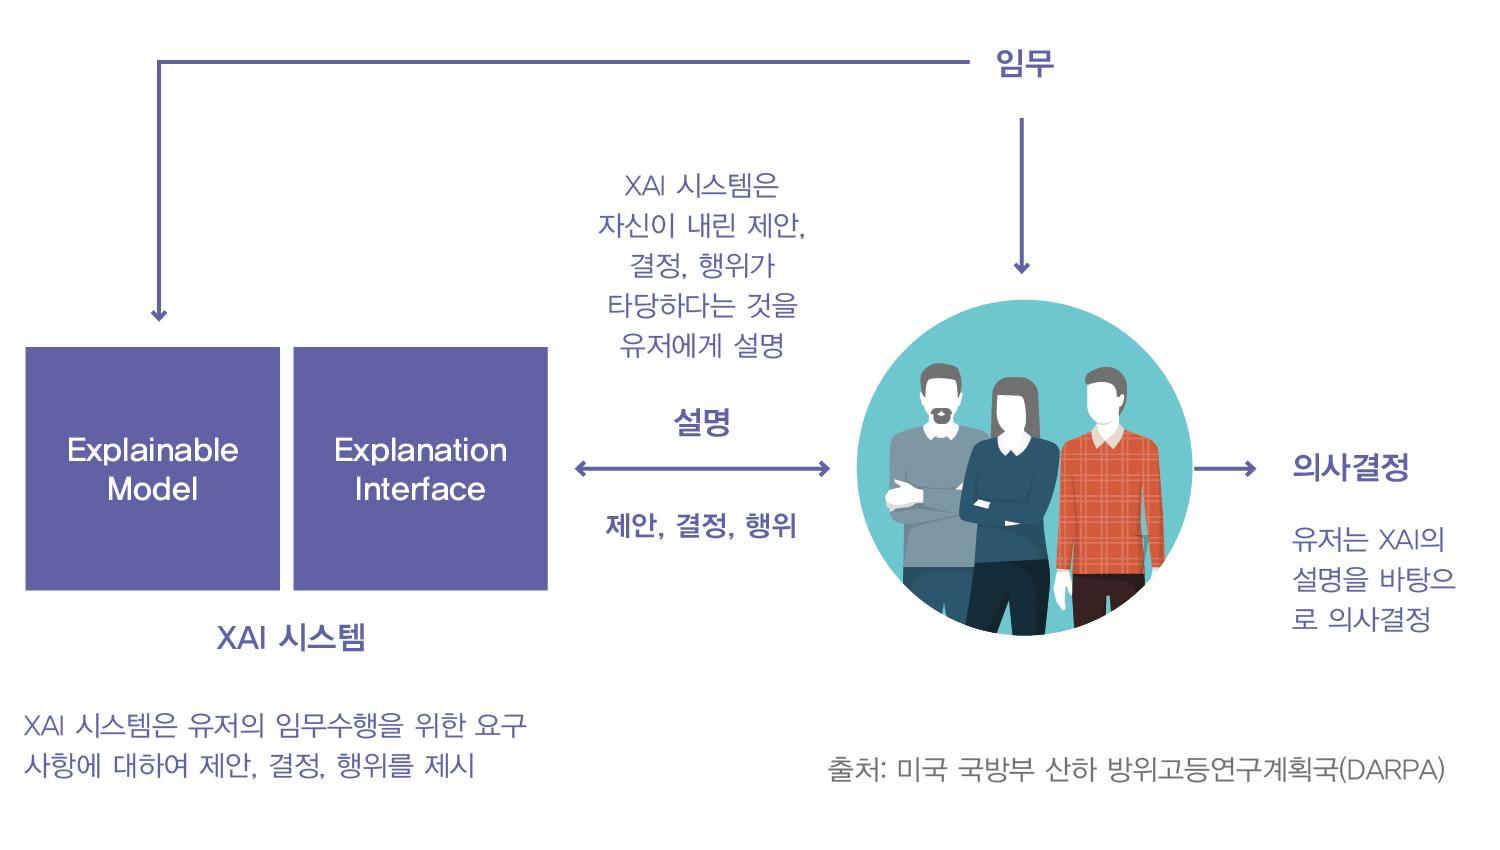 임무
XAI 시스템은
자신이 내린 제안,
결정, 행위가
타당하다는 것을
유저에게 설명
설명
제안, 결정, 행위
Explainable
Model
Explanation
Interface
XAI 시스템
XAI 시스템은 유저의 임무수행을 위한 요구
사항에 대하여 제안, 결정, 행위를 제시
의사결정
유저는 XAI의
설명을 바탕으
로 의사결정
출처: 미국 국방부 산하 방위고등연구계획국(DARPA)